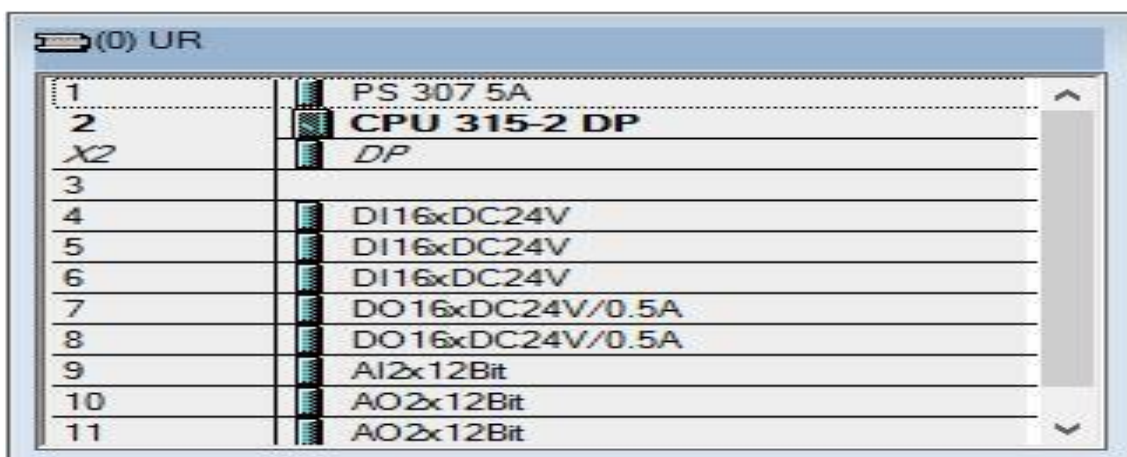 (0) UR
1 PS 307 5A
2 CPU 315-2 DP
X2 DP
3
4 DI16xDC24V
5 DI16xDC24V
6 DI16xDC24V
7 DO16xDC24V/0.5A
8 DO16xDC24V/0.5A
9 AI2x12Bit
10 AO2x12Bit
11 AO2x12Bit